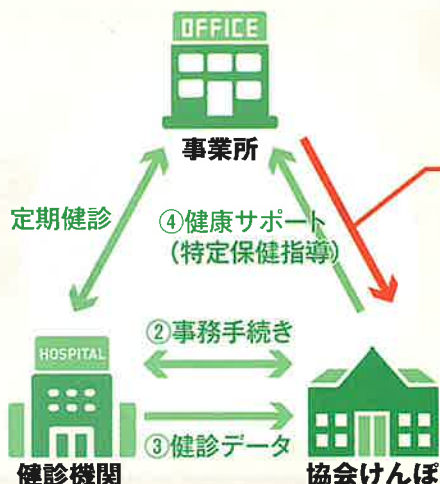 OFFICE
事業所
定期健診
④健康サポート
(特定保健指導)
②事務手続き
HOSPITAL
③健診データ
健診機関
協会けんぽ